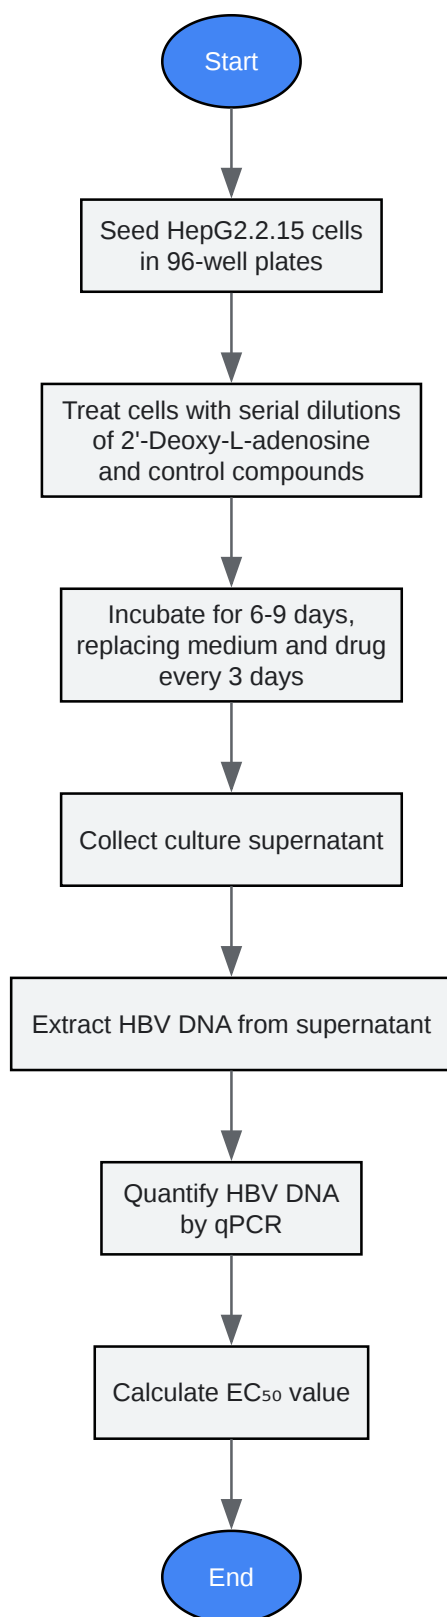 Start
Seed HepG2.2.15 cells
in 96-well plates
Treat cells with serial dilutions
of 2'-Deoxy-L-adenosine
and control compounds
Incubate for 6-9 days,
replacing medium and drug
every 3 days
Collect culture supernatant
Extract HBV DNA from supernatant
Quantify HBV DNA
by qPCR
Calculate EC₅₀ value
End